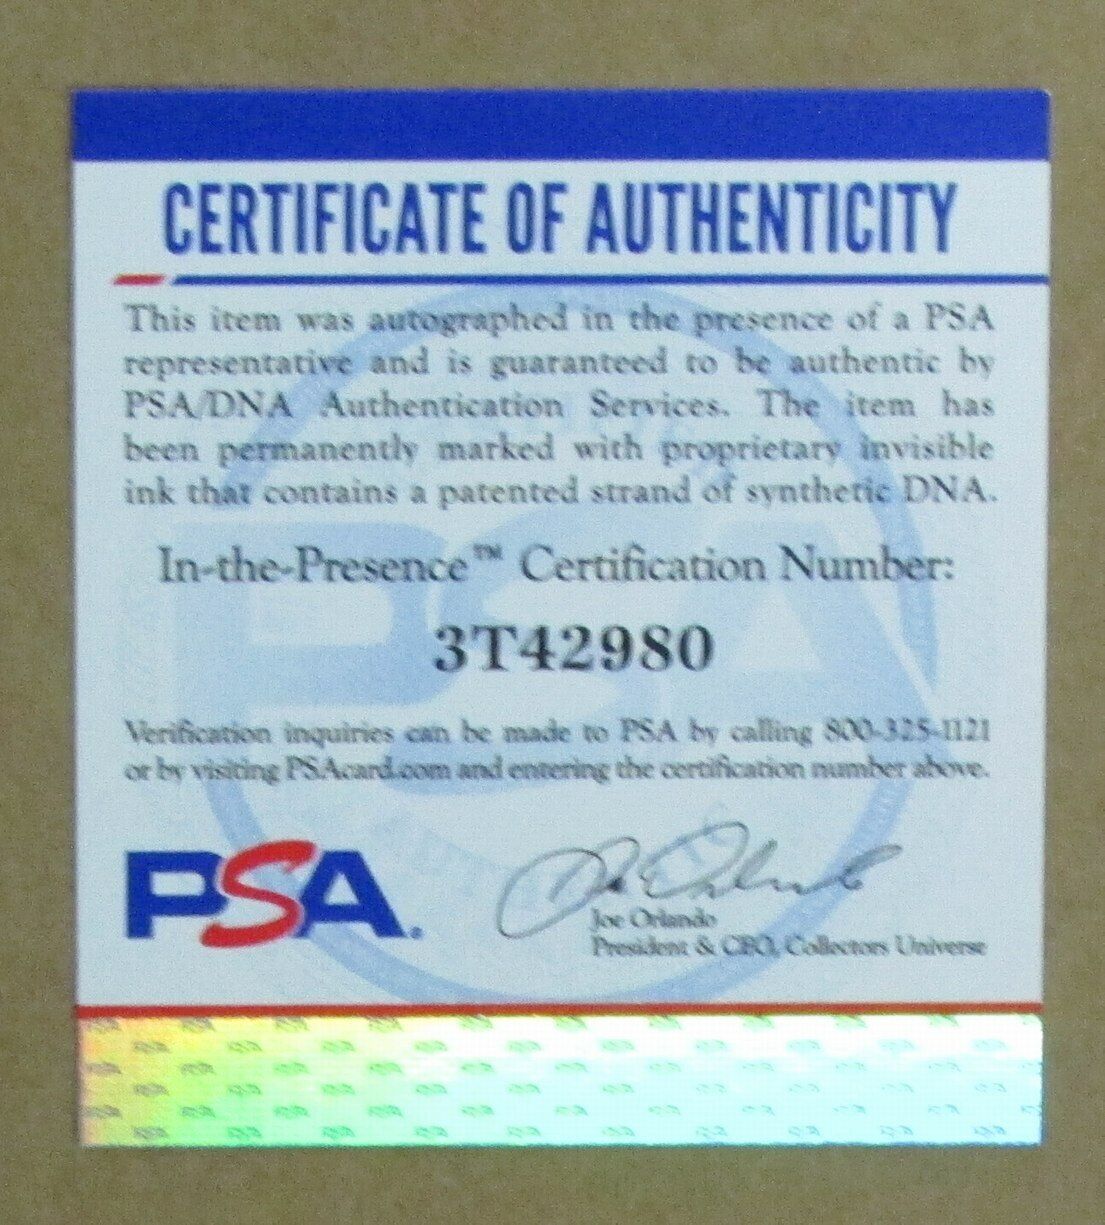 CERTIFICATE OF AUTHENTICITY
This item was autographed in the presence of a PSA
representative and is guaranteed to be authentic by
PSA/DNA Authentication Services. The item has
been permanently marked with proprietary invisible
ink that contains a patented strand of synthetic DNA.
In-the-Presence™ Certification Number:
3T42980
Verification inquiries can be made to PSA by calling 800-325-1121
or by visiting PSAcard.com and entering the certification number above.
PSA.
Joe Orlando
President & CEO, Collectors Universe